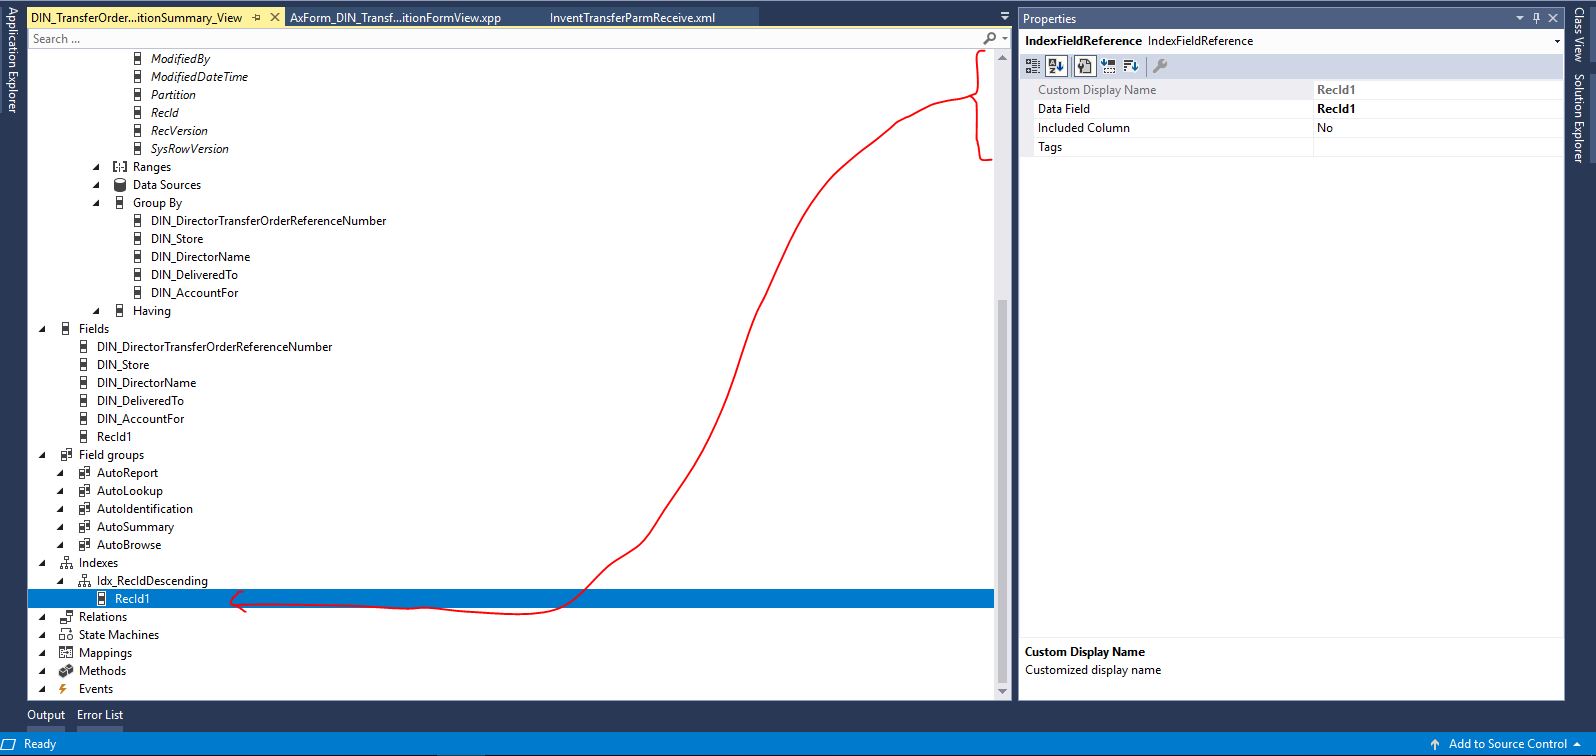 DIN_TransferOrder...itionSummary_View
AxForm_DIN_Transf...itionFormView.xpp
InventTransferParmReceive.xml
Application Explorer
Search ...
ModifiedBy
ModifiedDateTime
Partition
RecId
RecVersion
SysRowVersion
Ranges
Data Sources
Group By
DIN_DirectorTransferOrderReferenceNumber
DIN_Store
DIN_DirectorName
DIN_DeliveredTo
DIN_AccountFor
Having
Fields
DIN_DirectorTransferOrderReferenceNumber
DIN_Store
DIN_DirectorName
DIN_DeliveredTo
DIN_AccountFor
RecId1
Field groups
AutoReport
AutoLookup
AutoIdentification
AutoSummary
AutoBrowse
Indexes
Idx_RecIdDescending
RecId1
Relations
State Machines
Mappings
Methods
Events
Properties
IndexFieldReference IndexFieldReference
Custom Display Name RecId1
Data Field RecId1
Included Column No
Tags
Custom Display Name
Customized display name
Class View
Solution Explorer
Output Error List
Ready
Add to Source Control